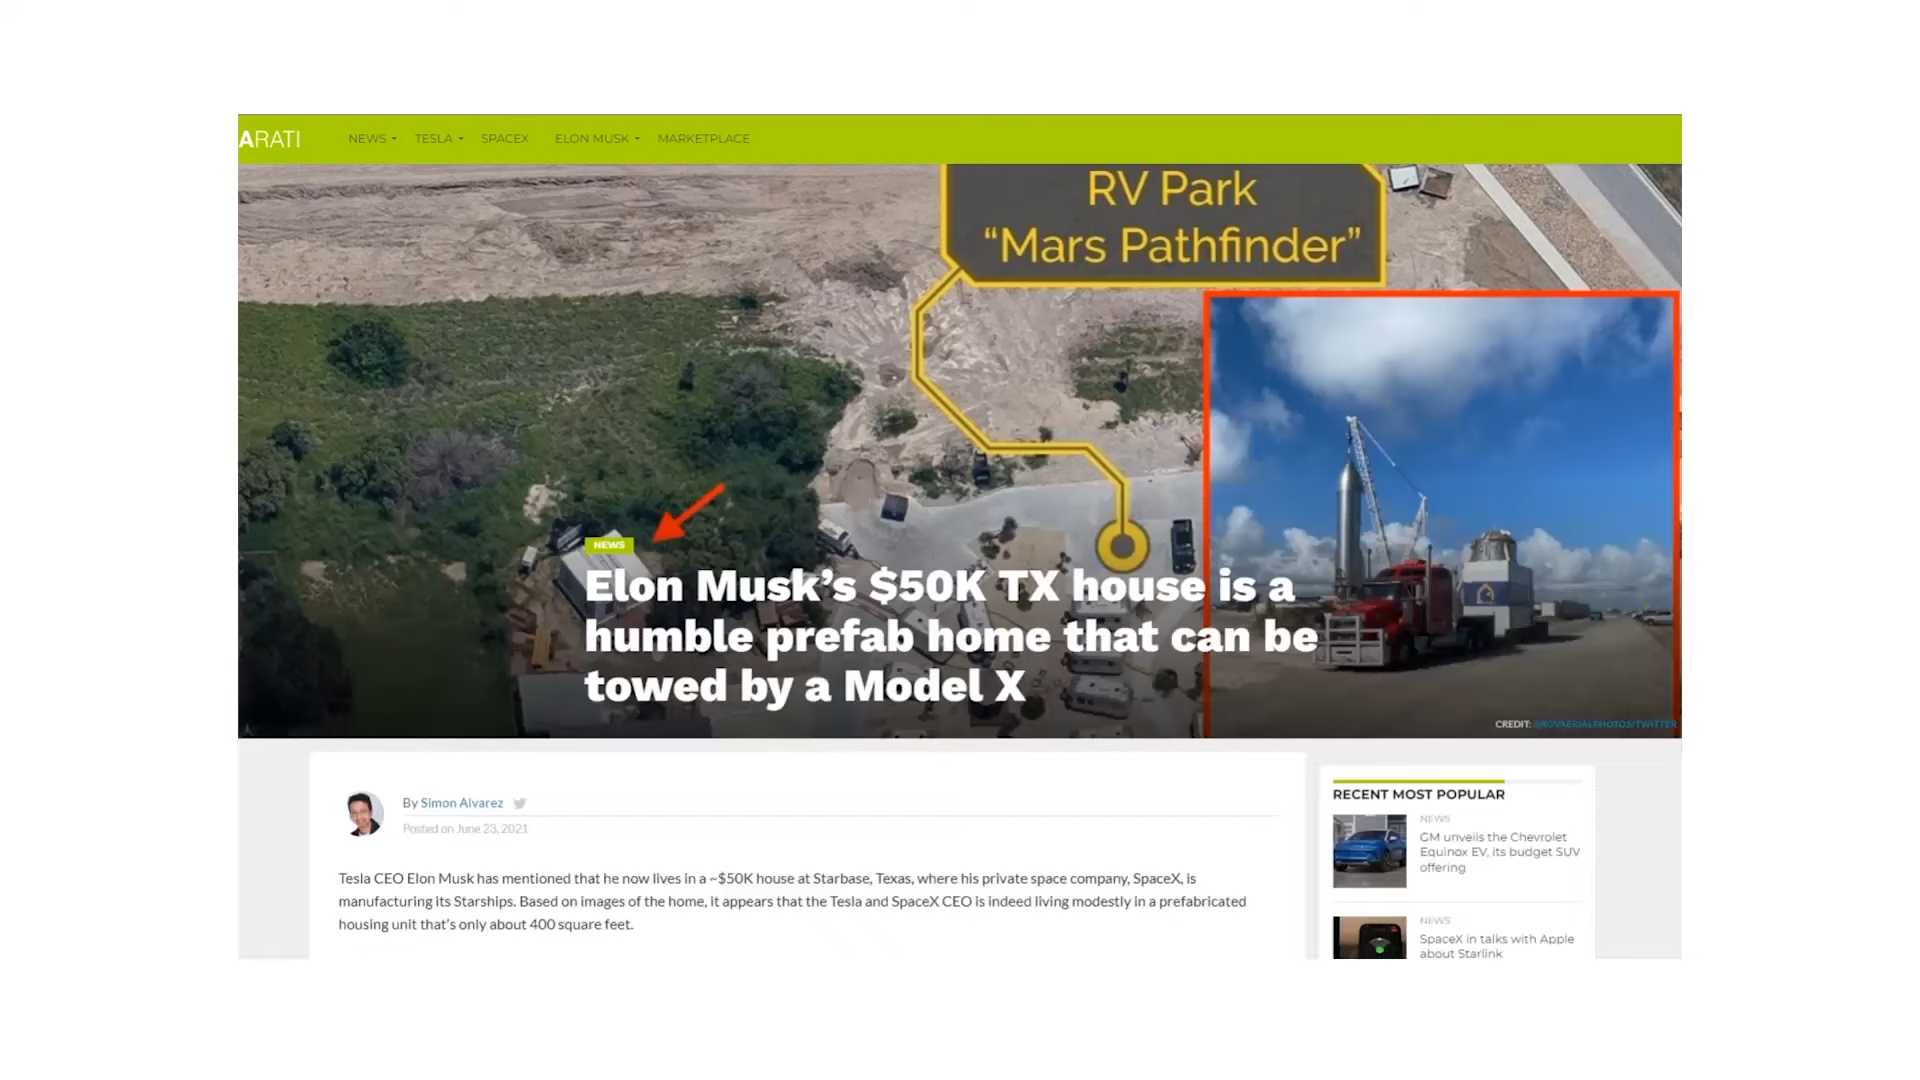 ARATI
NEWS TESLA SPACEX ELON MUSK MARKETPLACE
RV Park
“Mars Pathfinder”
NEWS
Elon Musk’s $50K TX house is a
humble prefab home that can be
towed by a Model X
CREDIT: @RGVAERIALPHOTOS/TWITTER
By Simon Alvarez
Posted on June 23, 2021
Tesla CEO Elon Musk has mentioned that he now lives in a ~$50K house at Starbase, Texas, where his private space company, SpaceX, is
manufacturing its Starships. Based on images of the home, it appears that the Tesla and SpaceX CEO is indeed living modestly in a prefabricated
housing unit that’s only about 400 square feet.
RECENT MOST POPULAR
NEWS
GM unveils the Chevrolet
Equinox EV, its budget SUV
offering
NEWS
SpaceX in talks with Apple
about Starlink